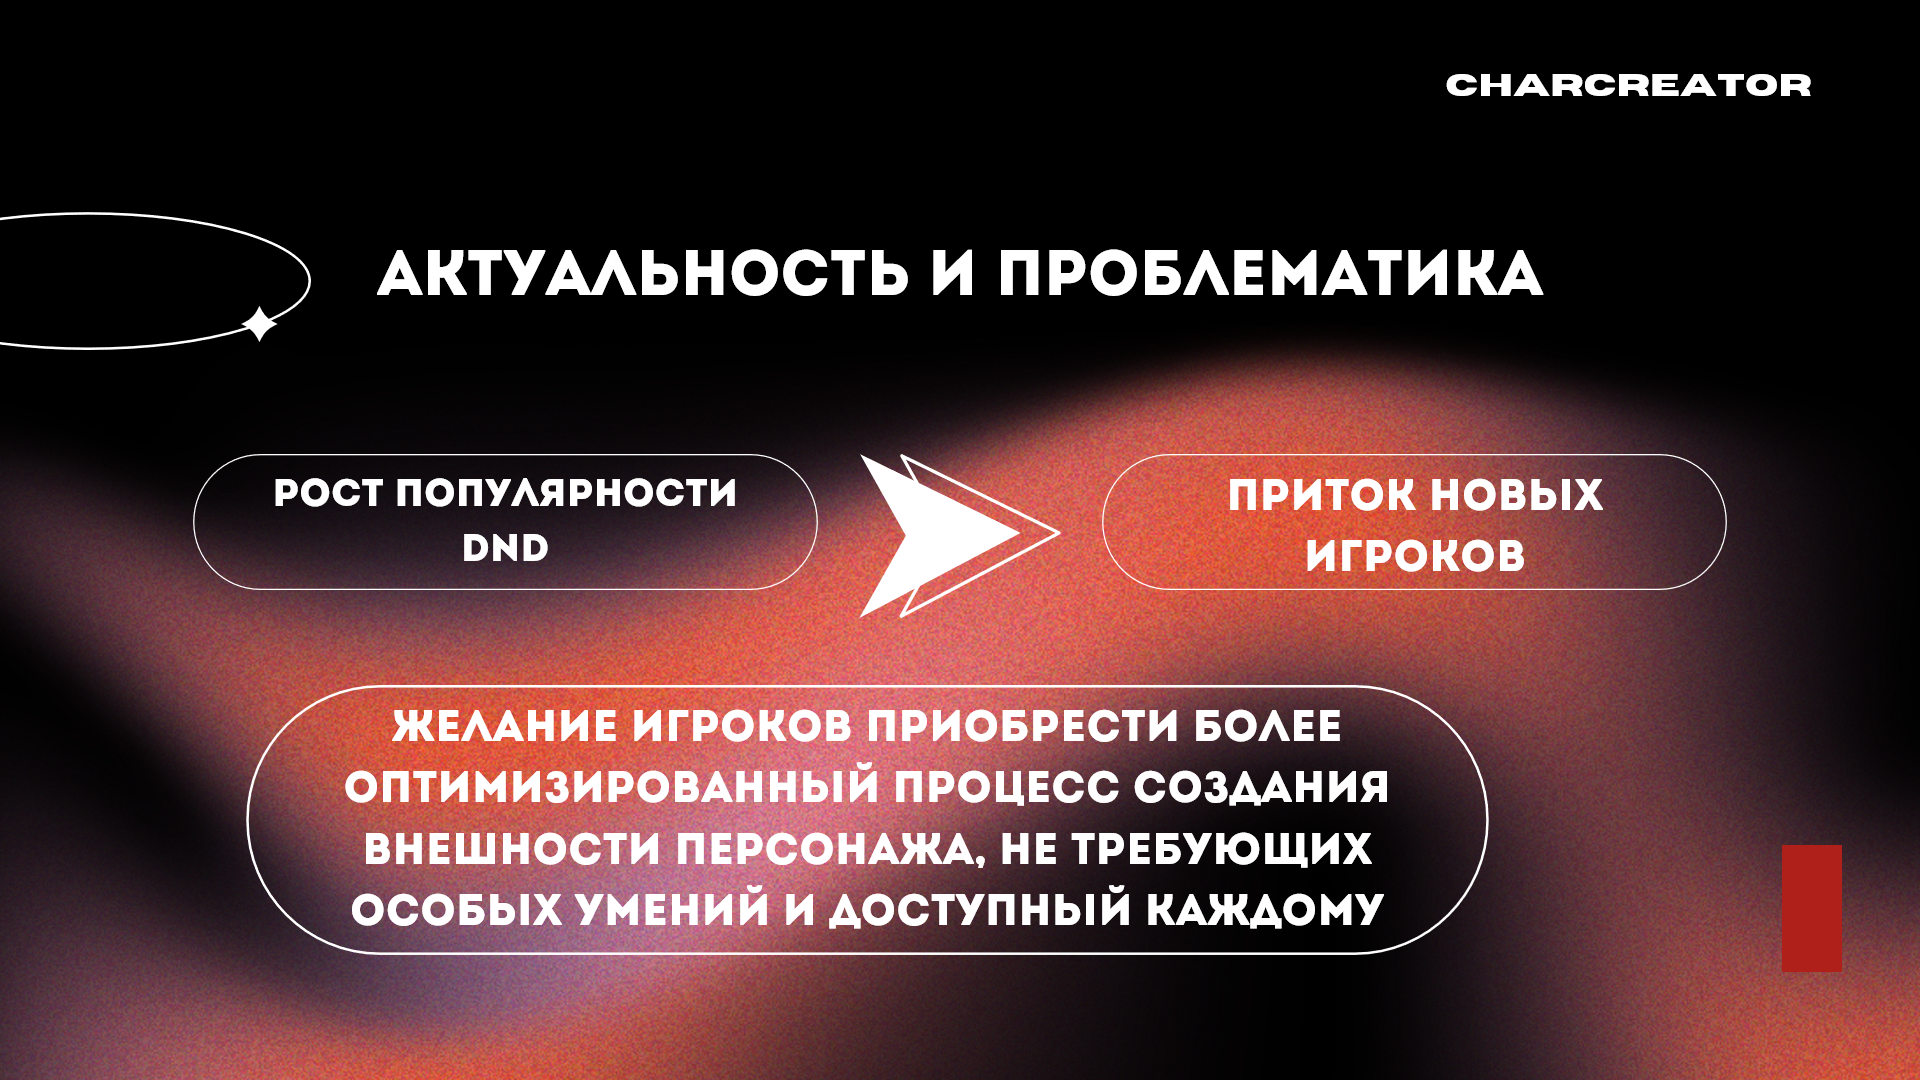 CHARCREATOR
АКТУАЛЬНОСТЬ И ПРОБЛЕМАТИКА
РОСТ ПОПУЛЯРНОСТИ
DND
ПРИТОК НОВЫХ
ИГРОКОВ
ЖЕЛАНИЕ ИГРОКОВ ПРИОБРЕСТИ БОЛЕЕ
ОПТИМИЗИРОВАННЫЙ ПРОЦЕСС СОЗДАНИЯ
ВНЕШНОСТИ ПЕРСОНАЖА, НЕ ТРЕБУЮЩИХ
ОСОБЫХ УМЕНИЙ И ДОСТУПНЫЙ КАЖДОМУ